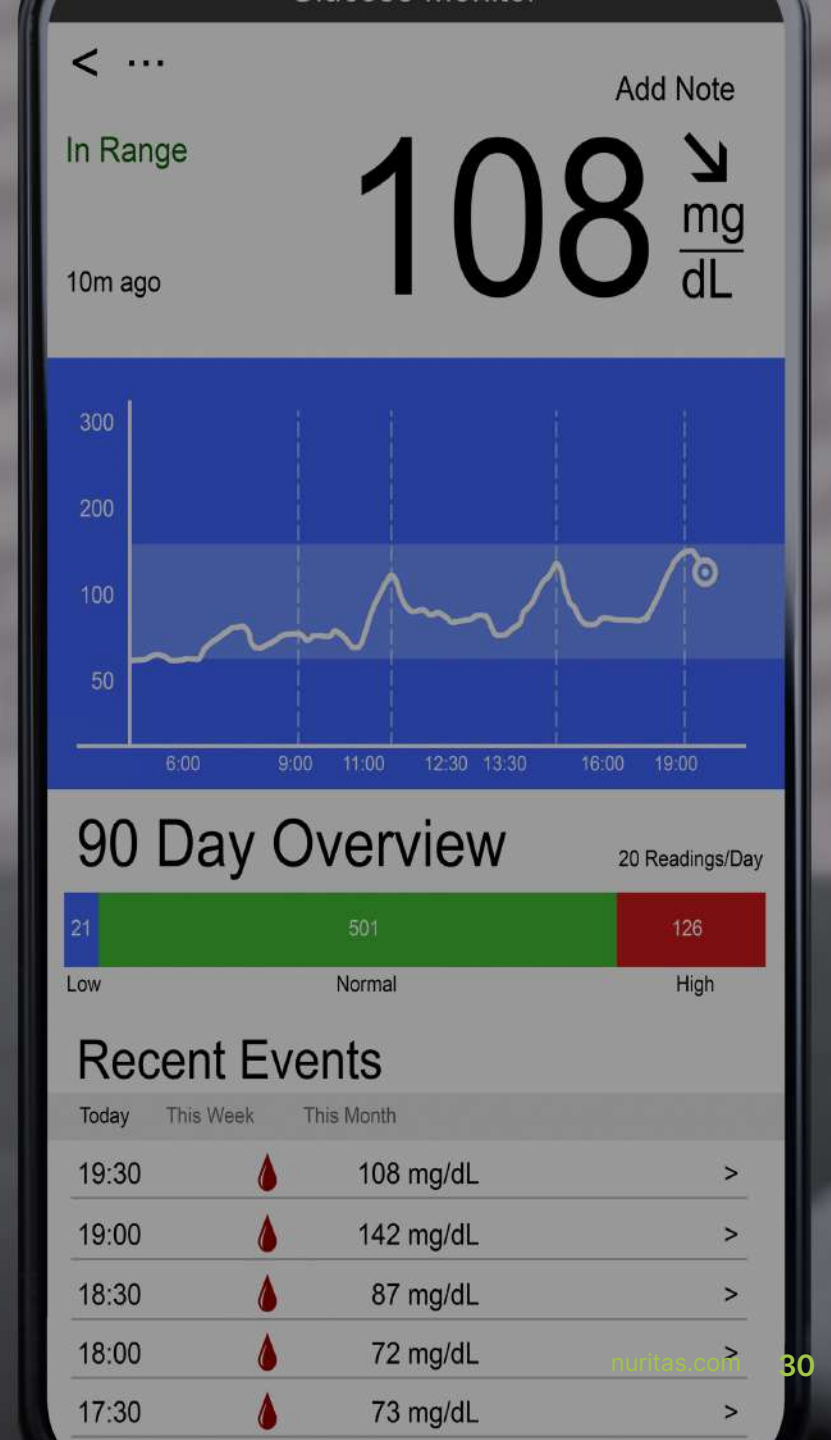 Glucose Monitor
< ...
Add Note
In Range
108 mg/dL
10m ago
300
200
100
50
6:00 9:00 11:00 12:30 13:30 16:00 19:00
90 Day Overview
20 Readings/Day
21 501 126
Low Normal High
Recent Events
Today This Week This Month
19:30 108 mg/dL >
19:00 142 mg/dL >
18:30 87 mg/dL >
18:00 72 mg/dL >
nuritas.com 30
17:30 73 mg/dL >